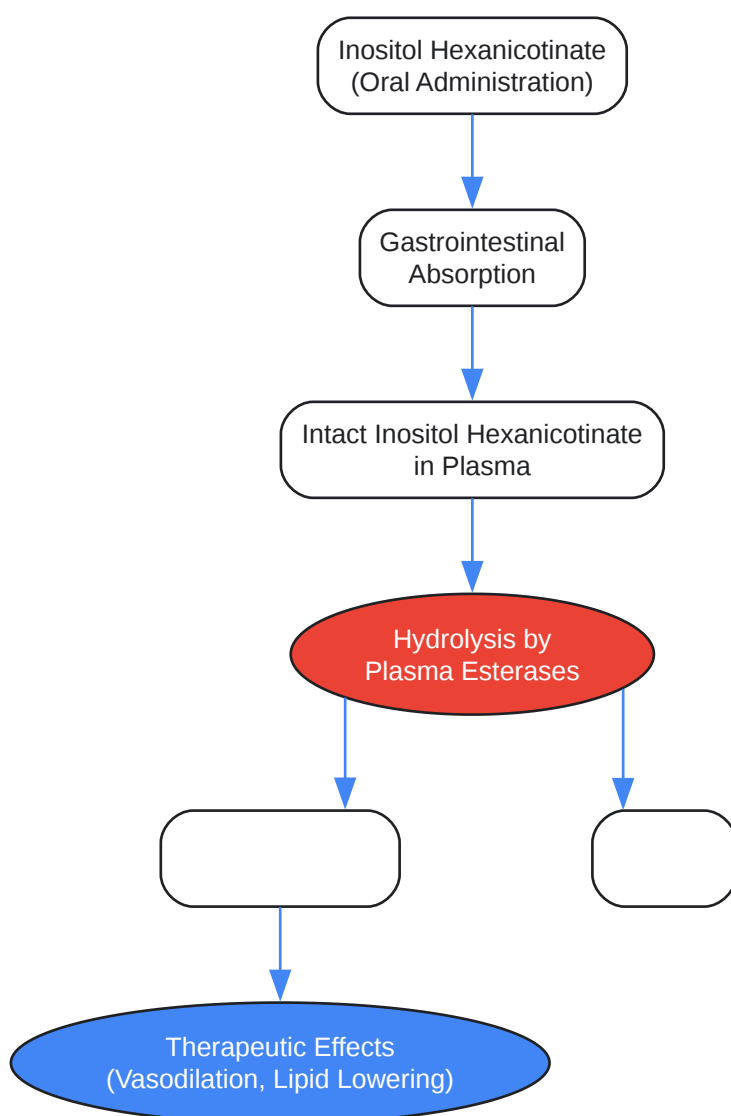 Inositol Hexanicotinate
(Oral Administration)
Gastrointestinal
Absorption
Intact Inositol Hexanicotinate
in Plasma
Hydrolysis by
Plasma Esterases
Therapeutic Effects
(Vasodilation, Lipid Lowering)